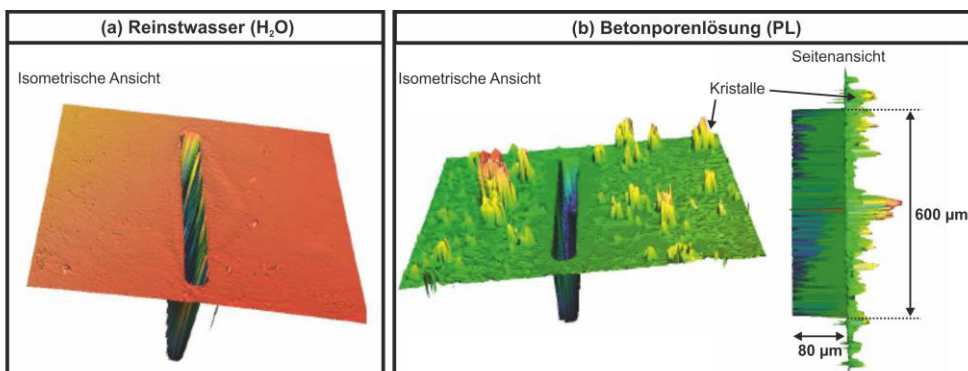 (a) Reinstwasser (H₂O)
Isometrische Ansicht
(b) Betonporenlösung (PL)
Isometrische Ansicht
Seitenansicht
Kristalle
600 µm
80 µm